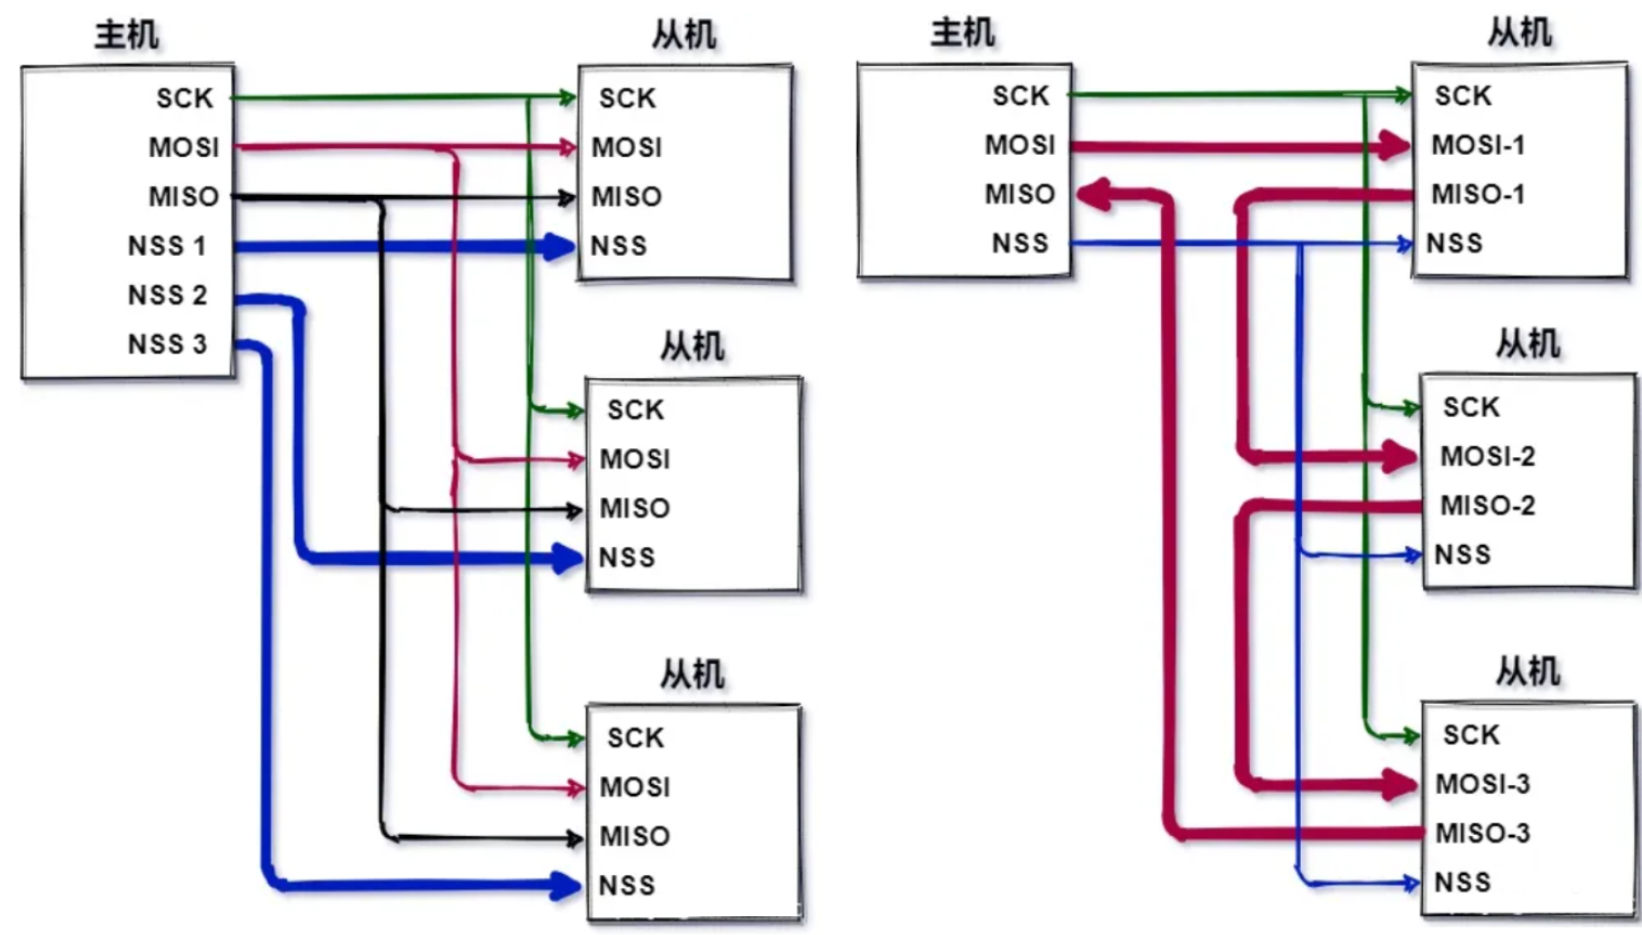 主机
SCK
MOSI
MISO
NSS 1
NSS 2
NSS 3
从机
SCK
MOSI
MISO
NSS
从机
SCK
MOSI
MISO
NSS
从机
SCK
MOSI
MISO
NSS
主机
SCK
MOSI
MISO
NSS
从机
SCK
MOSI-1
MISO-1
NSS
从机
SCK
MOSI-2
MISO-2
NSS
从机
SCK
MOSI-3
MISO-3
NSS